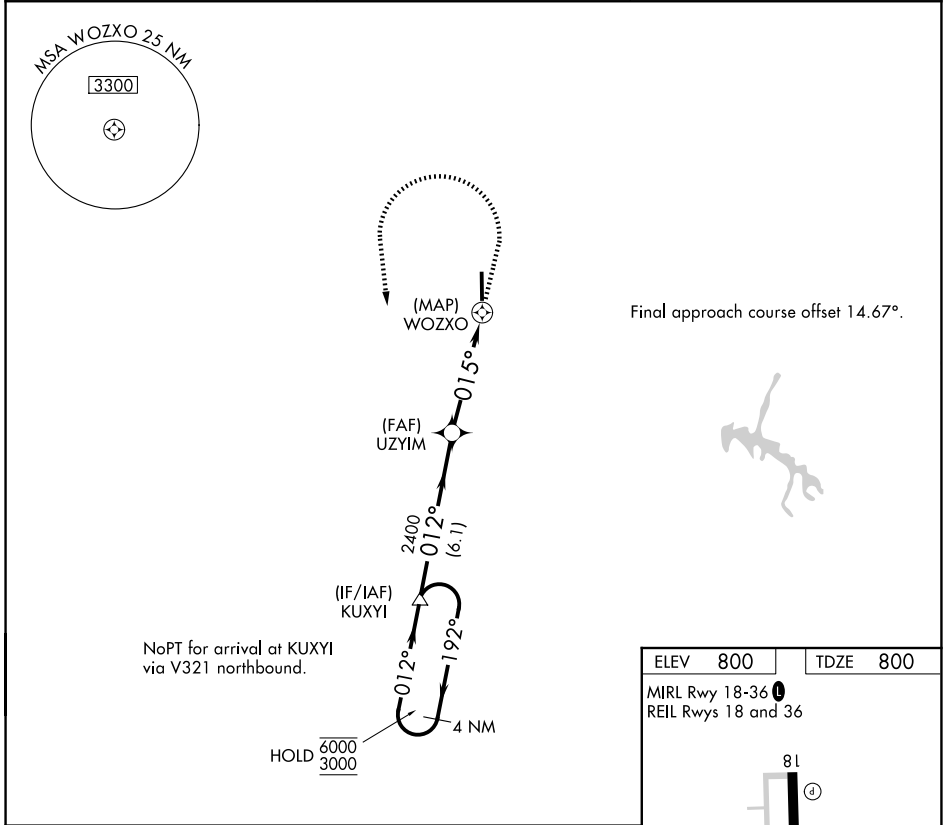 MSA WOZXO 25 NM
3300
(MAP)
WOZXO
Final approach course offset 14.67°.
015°
(FAF)
UZYIM
2400
012°
(6.1)
(IF/IAF)
KUXYI
NoPT for arrival at KUXYI
via V321 northbound.
012°
192°
4 NM
HOLD 6000
3000
ELEV 800 TDZE 800
MIRL Rwy 18-36 L
REIL Rwys 18 and 36
18
P